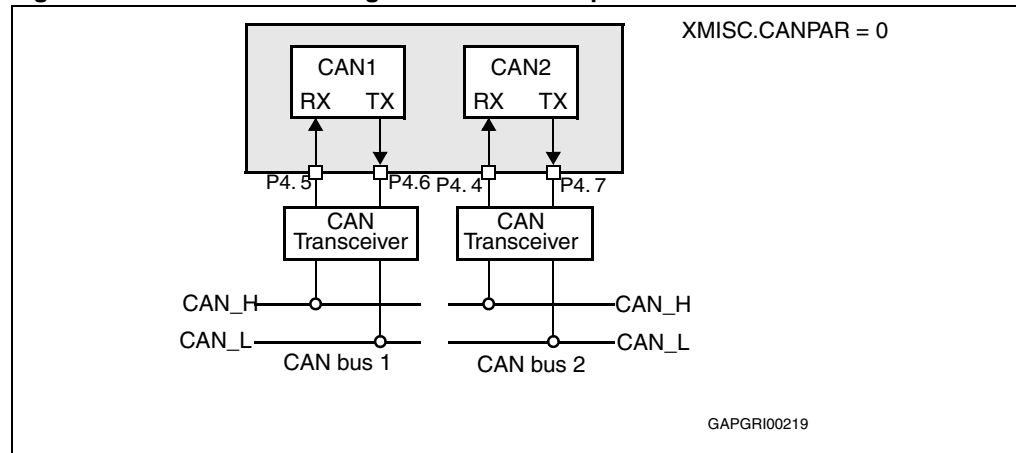 XMISC.CANPAR = 0
CAN1
CAN2
RX TX
RX TX
P4. 5
P4.6
P4. 4
P4. 7
CAN
Transceiver
CAN
Transceiver
CAN_H
CAN_H
CAN_L
CAN_L
CAN bus 1
CAN bus 2
GAPGRI00219